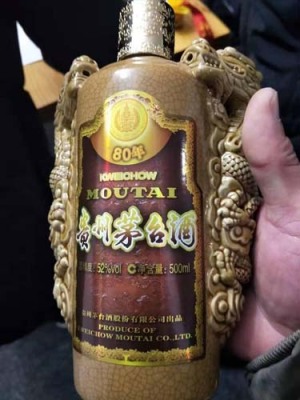 80年
KWEICHOW
MOUTAI
貴州茅台酒
52%Vol 净含量:500ml
贵州茅台酒股份有限公司出品
PRODUCE OF
KWEICHOW MOUTAI CO.,LTD.